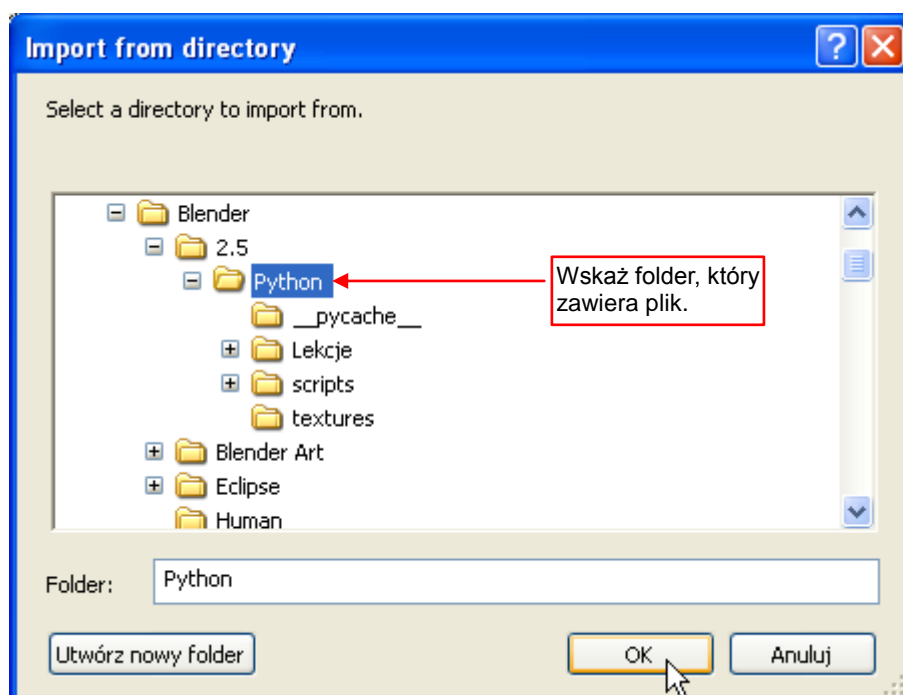 Import from directory
Select a directory to import from.
Blender
2.5
Python
Wskaż folder, który
zawiera plik.
__pycache__
Lekcje
scripts
textures
Blender Art
Eclipse
Human
Folder:
Python
Utwórz nowy folder
OK
Anuluj